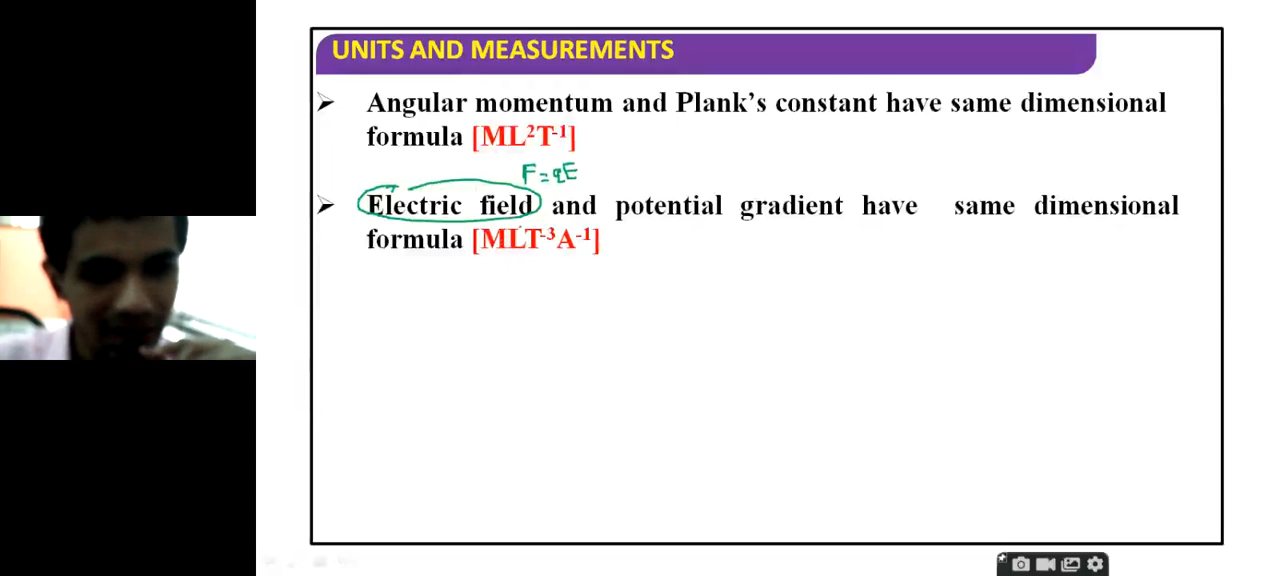 UNITS AND MEASUREMENTS
➢ Angular momentum and Plank’s constant have same dimensional
formula [ML²T⁻¹]
F = qE
➢ Electric field and potential gradient have same dimensional
formula [MLT⁻³A⁻¹]